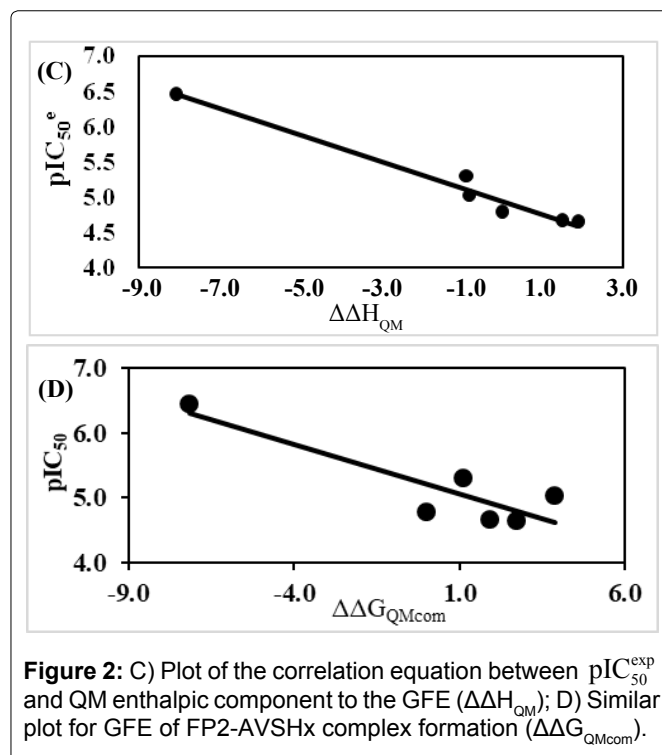 (C)
7.0
6.5
6.0
5.5
5.0
4.5
4.0
pIC50e
-9.0 -7.0 -5.0 -3.0 -1.0 1.0 3.0
ΔΔHQM
(D)
7.0
6.0
5.0
4.0
pIC50
-9.0 -4.0 1.0 6.0
ΔΔGQMcom
Figure 2: C) Plot of the correlation equation between pIC50exp
and QM enthalpic component to the GFE (ΔΔHQM); D) Similar
plot for GFE of FP2-AVSHx complex formation (ΔΔGQMcom).